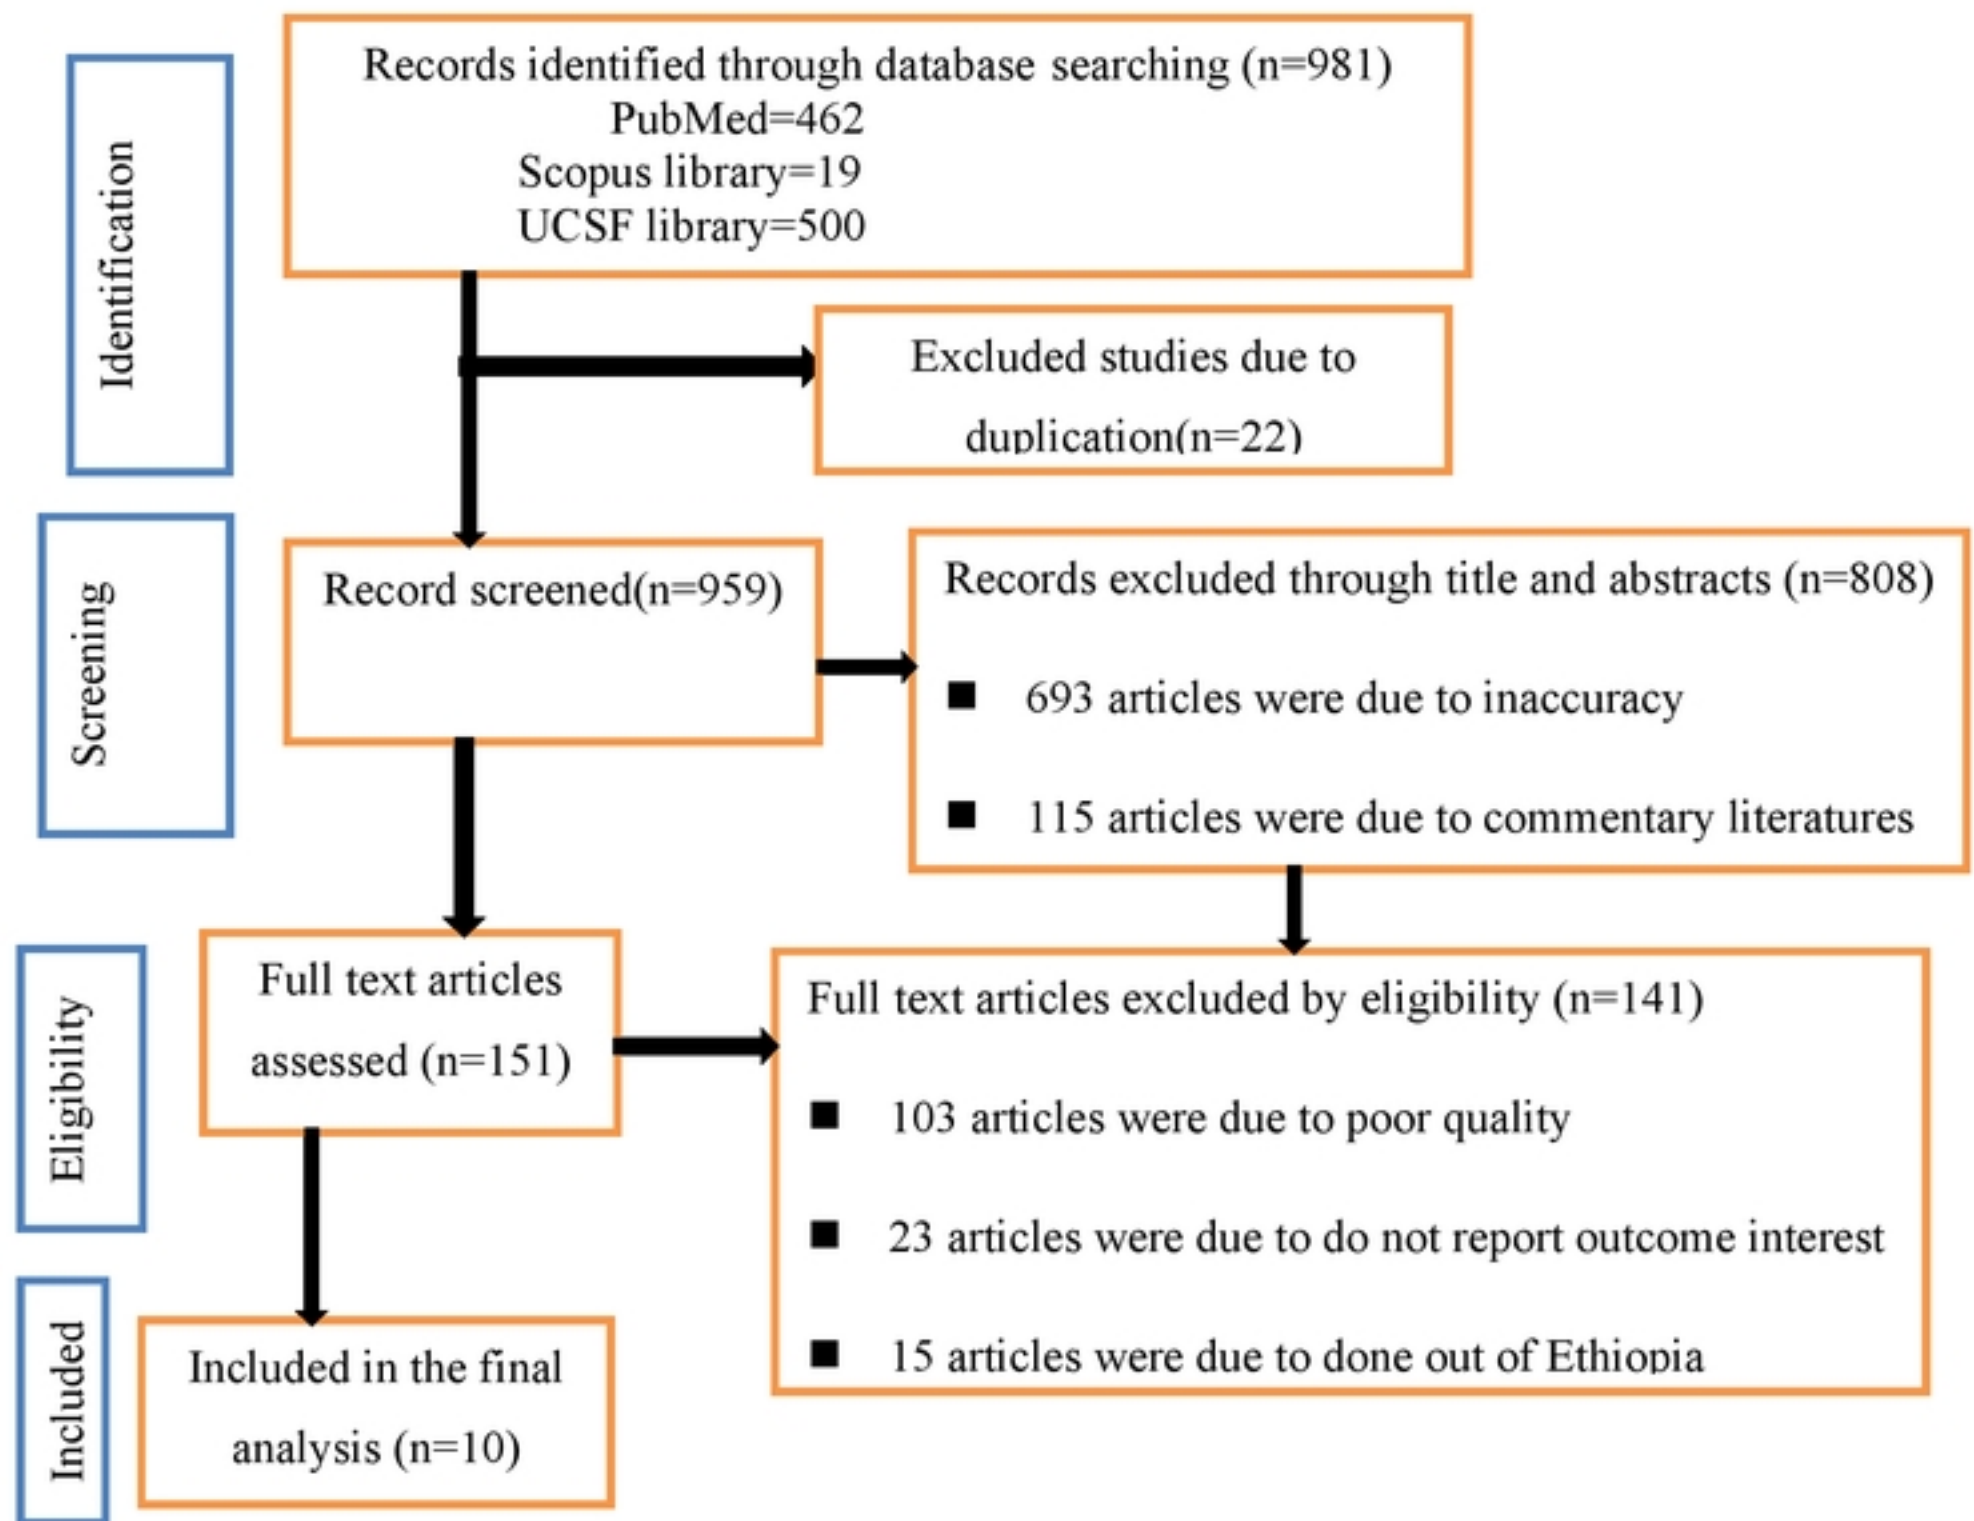 Identification
Records identified through database searching (n=981)
PubMed=462
Scopus library=19
UCSF library=500
Excluded studies due to
duplication(n=22)
Screening
Record screened(n=959)
Records excluded through title and abstracts (n=808)
■ 693 articles were due to inaccuracy
■ 115 articles were due to commentary literatures
Eligibility
Full text articles
assessed (n=151)
Full text articles excluded by eligibility (n=141)
■ 103 articles were due to poor quality
■ 23 articles were due to do not report outcome interest
■ 15 articles were due to done out of Ethiopia
Included
Included in the final
analysis (n=10)